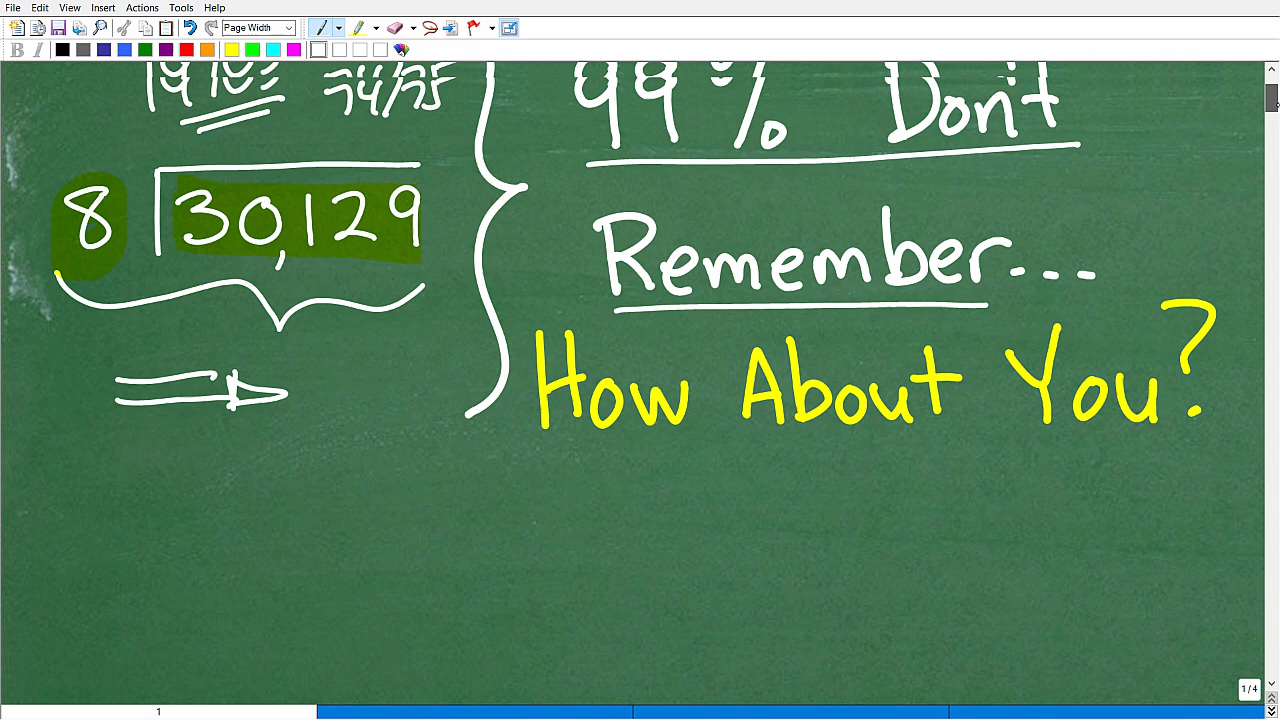 File Edit View Insert Actions Tools Help
Page Width
B I
99% Don't
8 30,129
Remember...
How About You?
1/4
1